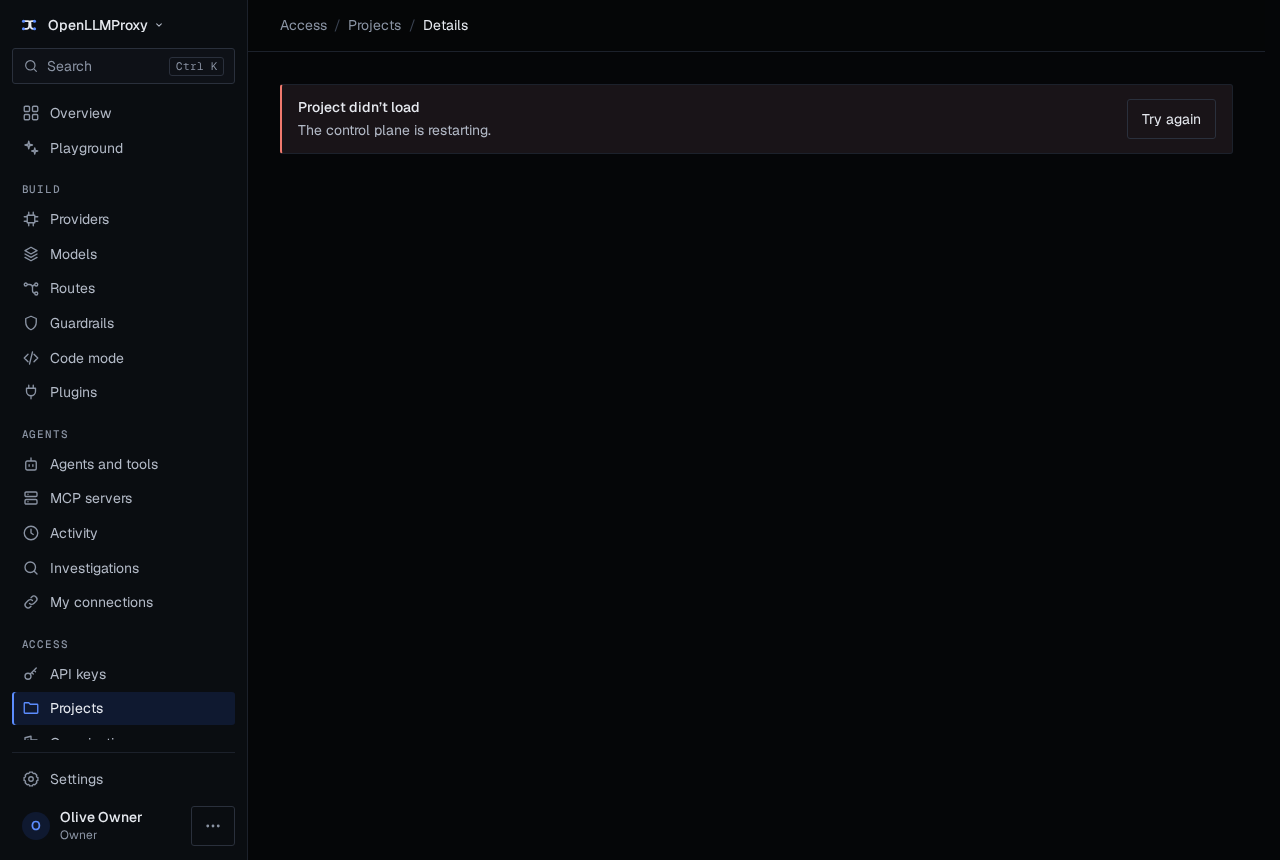 OpenLLMProxy
Search
Ctrl K
Overview
Playground
BUILD
Providers
Models
Routes
Guardrails
Code mode
Plugins
AGENTS
Agents and tools
MCP servers
Activity
Investigations
My connections
ACCESS
API keys
Projects
Settings
O
Olive Owner
Owner
Access / Projects / Details
Project didn’t load
The control plane is restarting.
Try again